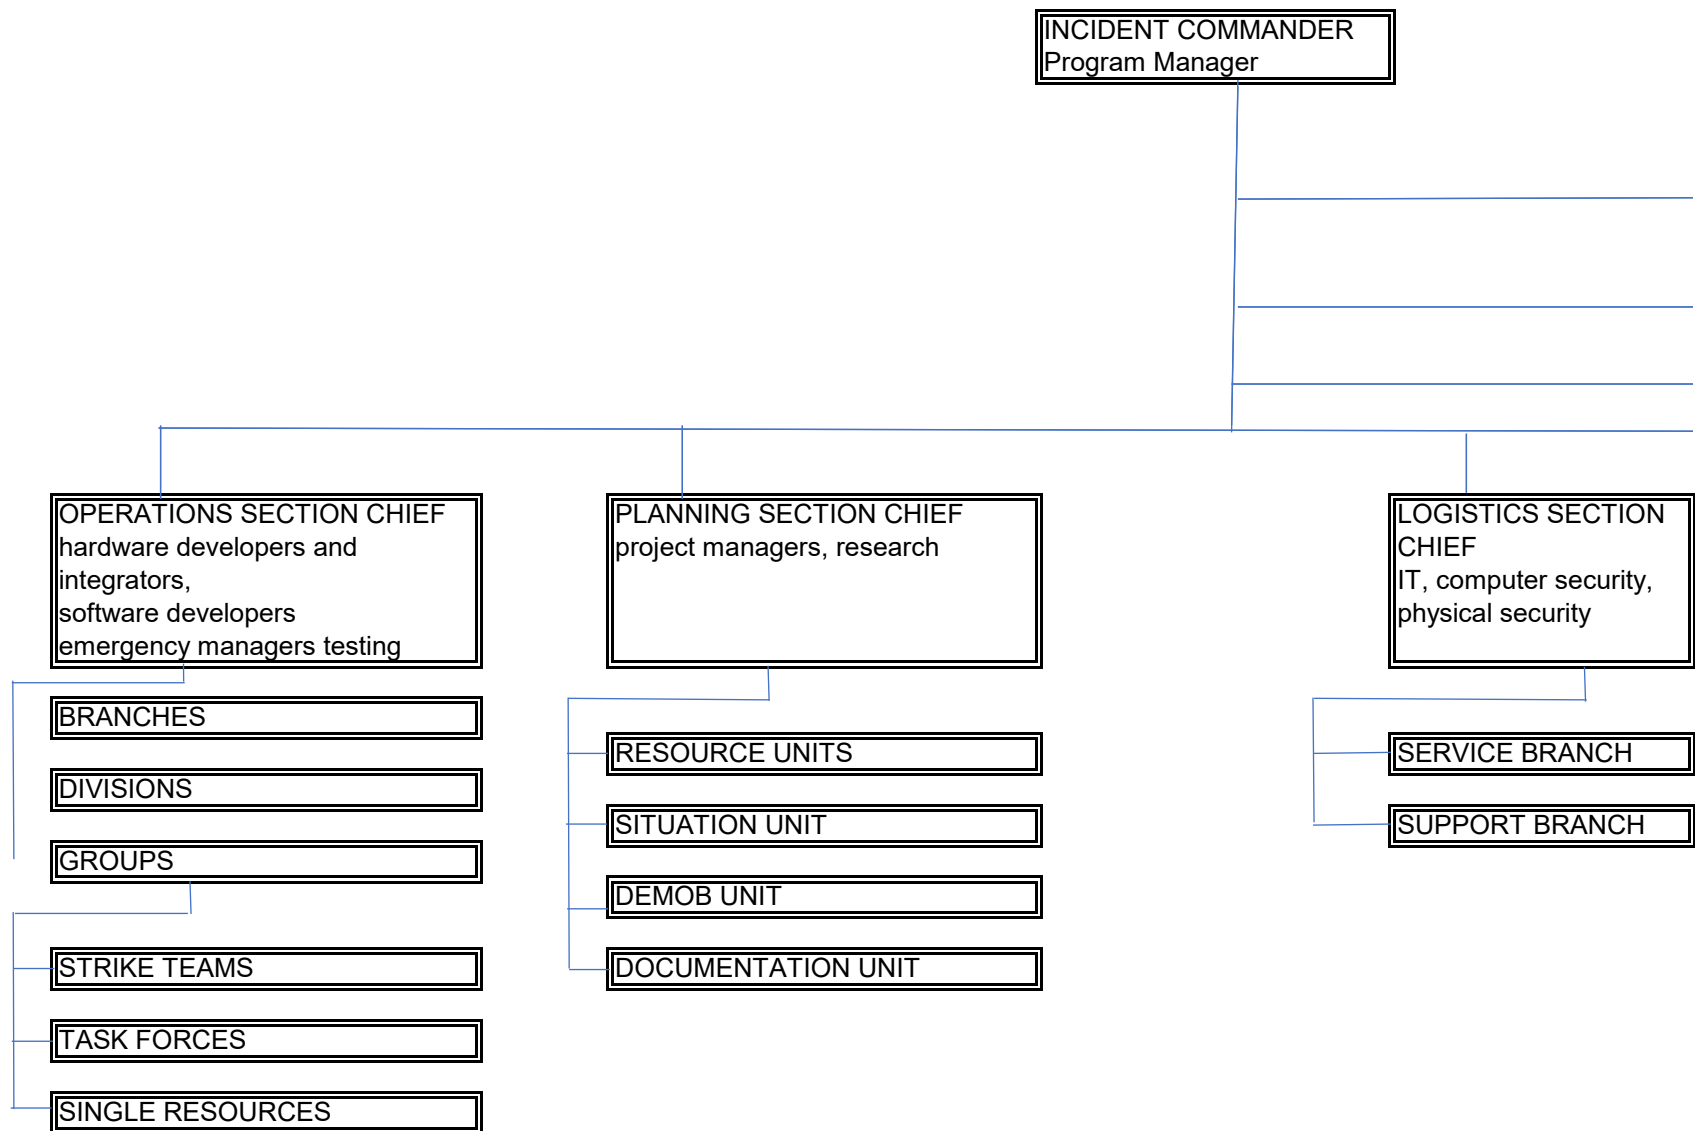 INCIDENT COMMANDER
Program Manager
OPERATIONS SECTION CHIEF
hardware developers and
integrators,
software developers
emergency managers testing
BRANCHES
DIVISIONS
GROUPS
STRIKE TEAMS
TASK FORCES
SINGLE RESOURCES
PLANNING SECTION CHIEF
project managers, research
RESOURCE UNITS
SITUATION UNIT
DEMOB UNIT
DOCUMENTATION UNIT
LOGISTICS SECTION
CHIEF
IT, computer security,
physical security
SERVICE BRANCH
SUPPORT BRANCH